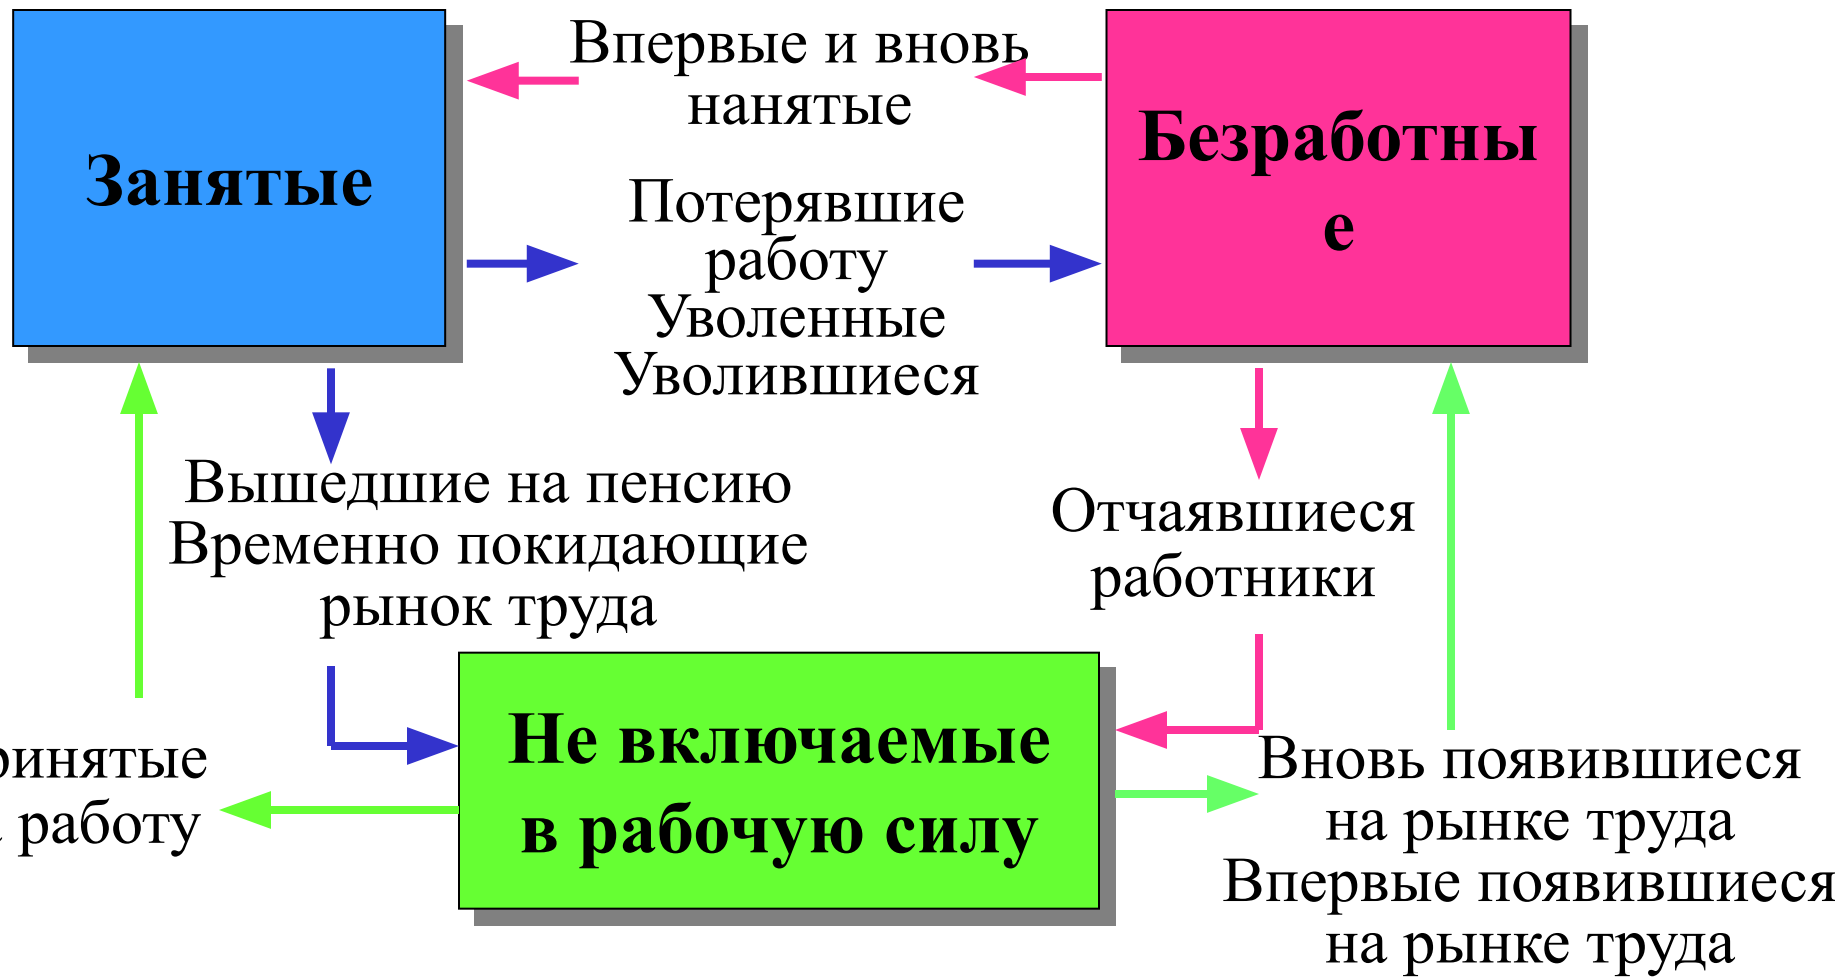 Впервые и вновь
нанятые
Занятые
Безработны
е
Потерявшие
работу
Уволенные
Уволившиеся
Вышедшие на пенсию
Временно покидающие
рынок труда
Отчаявшиеся
работники
Не включаемые
в рабочую силу
ринятые
работу
Вновь появившиеся
на рынке труда
Впервые появившиеся
на рынке труда